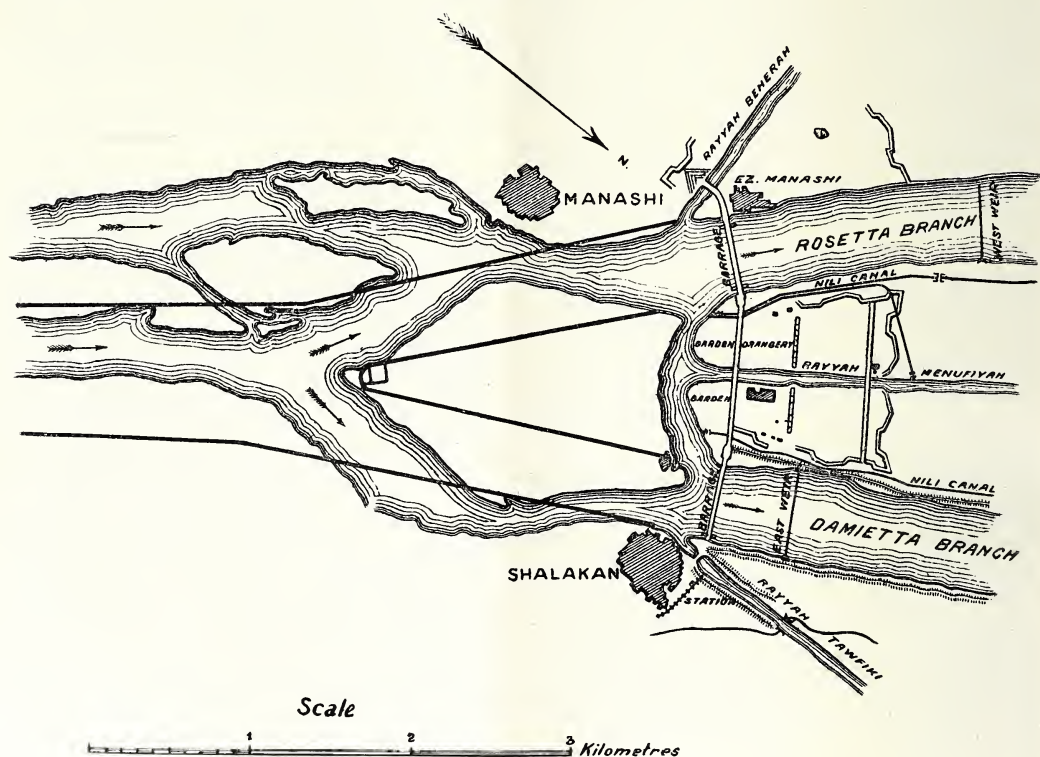 N.
RAYYAH BEHERAH
EZ. MANASHI
MANASHI
ROSETTA BRANCH
WEST WEIR
BARRAGE
NILI CANAL
GARDEN
ORANGERY
RAYYAH
MENUFIYAH
GARDEN
NILI CANAL
BARRAGE
EAST WEIR
DAMIETTA BRANCH
SHALAKAN
STATION
RAYYAH
TAWFIKI
Scale
1 2 3 Kilometres